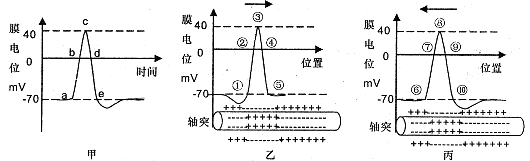 膜电位 mV
40
0
-70
a
b
c
d
e
时间
甲
膜电位 mV
40
0
-70
①
②
③
④
⑤
位置
+++-------++++++
轴突
---++++------
---++++------
+++-------++++++
乙
膜电位 mV
40
0
-70
⑥
⑦
⑧
⑨
⑩
位置
+++-------++++++
轴突
---++++------
---++++------
+++-------++++++
丙